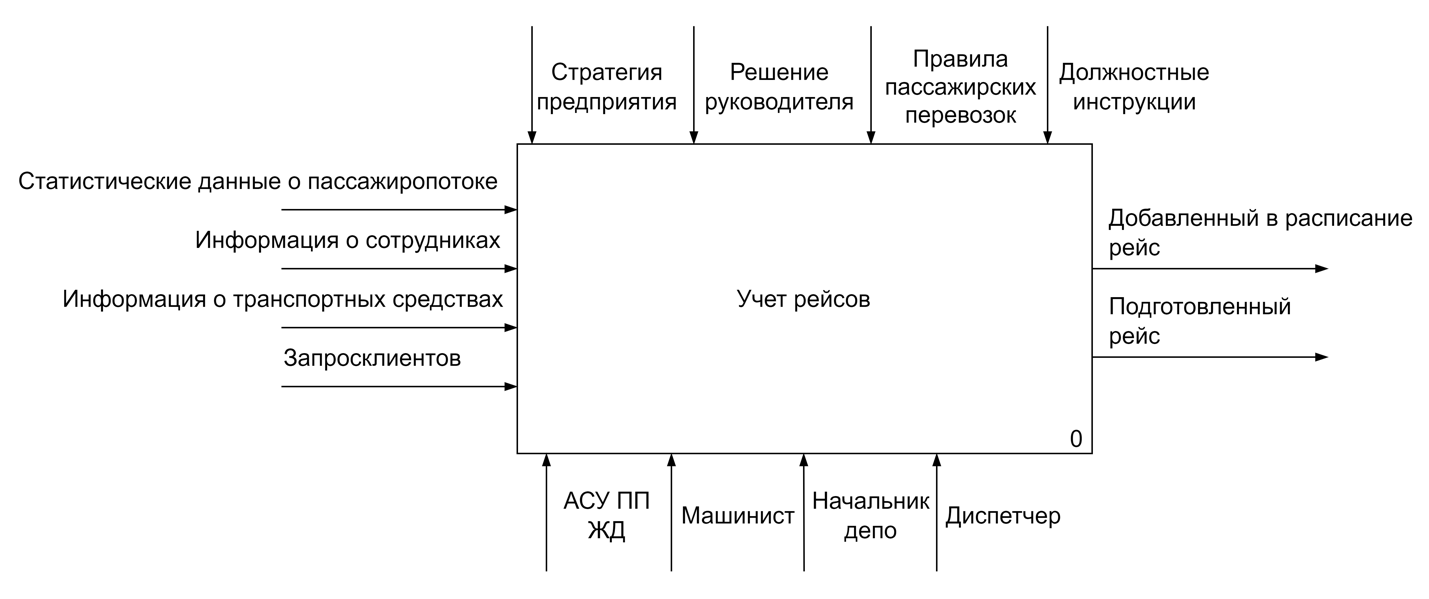 Стратегия
предприятия
Решение
руководителя
Правила
пассажирских
перевозок
Должностные
инструкции
Статистические данные о пассажиропотоке
Информация о сотрудниках
Информация о транспортных средствах
Запросклиентов
Учет рейсов
0
Добавленный в расписание
рейс
Подготовленный
рейс
АСУ ПП
ЖД
Машинист
Начальник
депо
Диспетчер